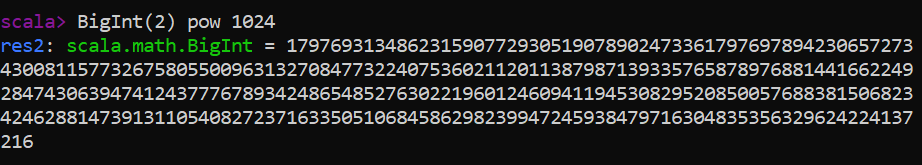 scala> BigInt(2) pow 1024
res2: scala.math.BigInt = 1797693134862315907729305190789024733617976978942306572734
30081157732675805500963132708477322407536021120113879871393357658789768814416622492
84743063947412437776789342486548527630221960124609411945308295208500576883815068234
24628814739131105408272371633505106845862982399472459384797163048353563296242241372
16